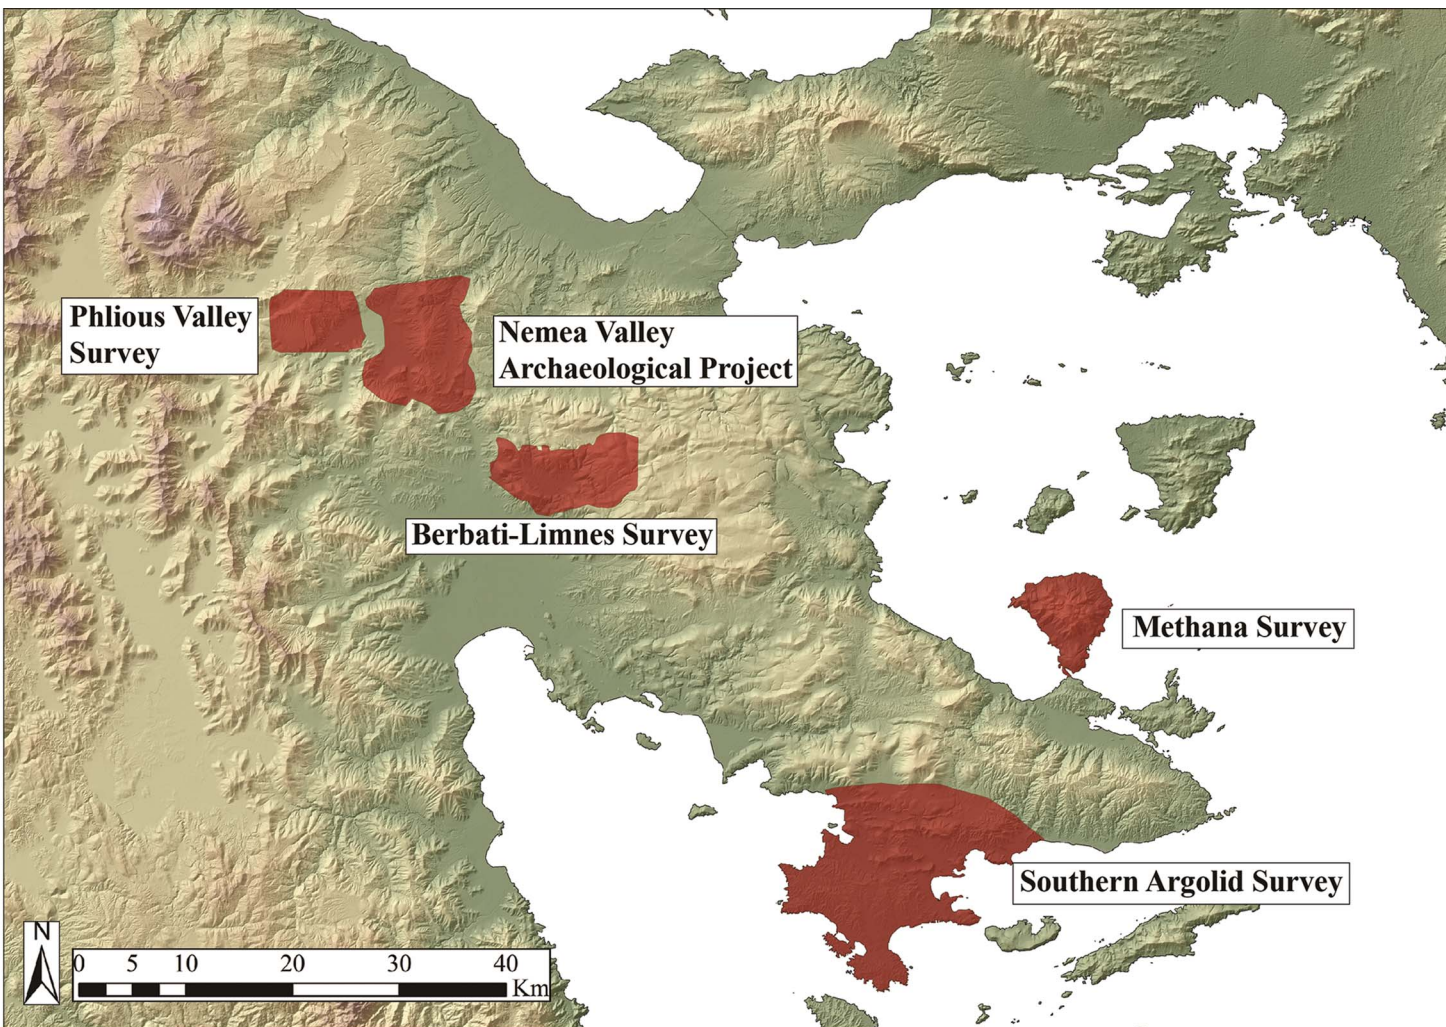 Phlious Valley
Survey
Nemea Valley
Archaeological Project
Berbati-Limnes Survey
Methana Survey
Southern Argolid Survey
N
0 5 10 20 30 40
Km